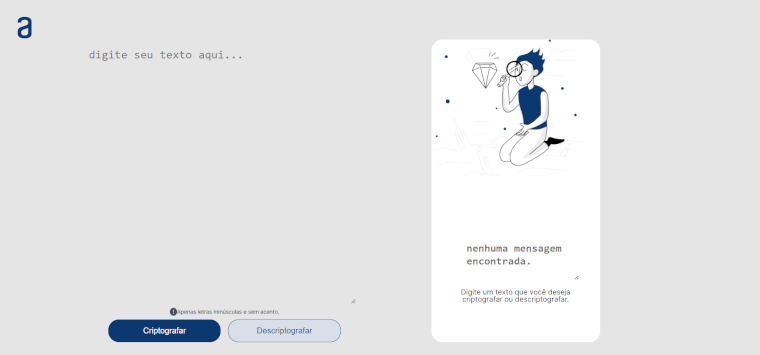 a
digite seu texto aqui...
Apenas letras minúsculas e sem acento.
Criptografar
Descriptografar
nenhuma mensagem
encontrada.
Digite um texto que você deseja
criptografar ou descriptografar.